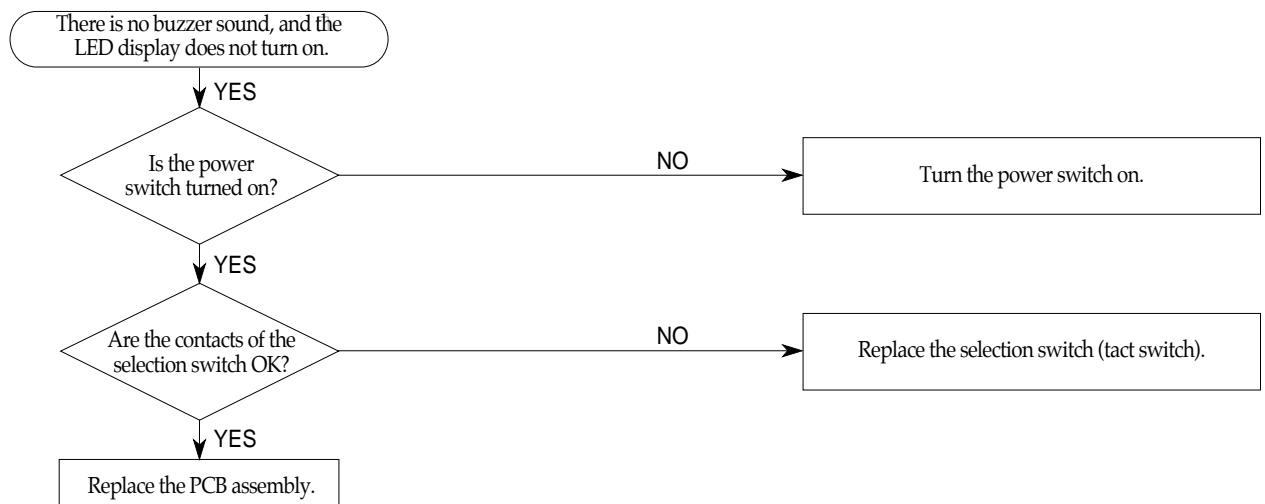 There is no buzzer sound, and the
LED display does not turn on.
YES
Is the power
switch turned on?
NO
Turn the power switch on.
YES
Are the contacts of the
selection switch OK?
NO
Replace the selection switch (tact switch).
YES
Replace the PCB assembly.